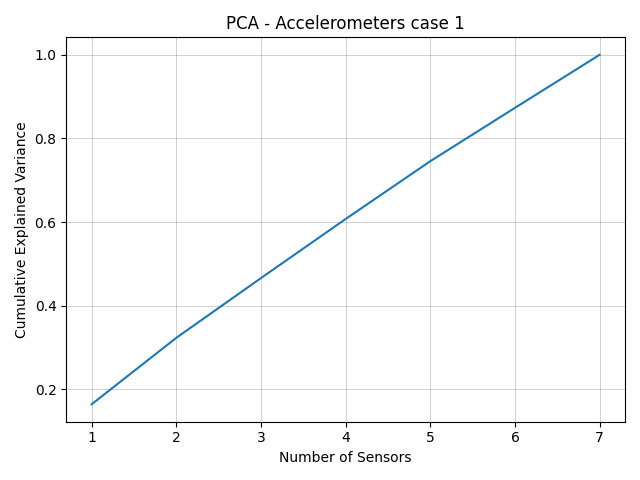 PCA - Accelerometers case 1
Cumulative Explained Variance
1.0
0.8
0.6
0.4
0.2
1 2 3 4 5 6 7
Number of Sensors